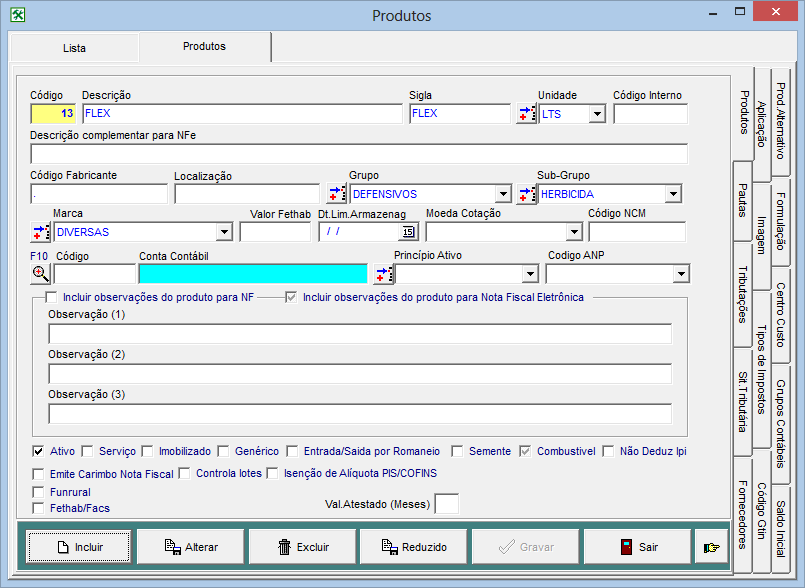 Produtos
Lista
Produtos
Código
Descrição
Sigla
Unidade
Código Interno
13
FLEX
FLEX
LTS
Descrição complementar para NFe
Código Fabricante
Localização
Grupo
Sub-Grupo
.
DEFENSIVOS
HERBICIDA
Marca
Valor Fethab
Dt.Lim.Armazenag
Moeda Cotação
Código NCM
DIVERSAS
/ /
15
F10
Código
Conta Contábil
Princípio Ativo
Codigo ANP
Incluir observações do produto para NF
Incluir observações do produto para Nota Fiscal Eletrônica
Observação (1)
Observação (2)
Observação (3)
Ativo
Serviço
Imobilizado
Genérico
Entrada/Saida por Romaneio
Semente
Combustivel
Não Deduz Ipi
Emite Carimbo Nota Fiscal
Controla lotes
Isenção de Alíquota PIS/COFINS
Funrural
Fethab/Facs
Val.Atestado (Meses)
Incluir
Alterar
Excluir
Reduzido
Gravar
Sair
Produtos
Pautas
Tributações
Sit.Tributária
Fornecedores
Aplicação
Imagem
Tipos de Impostos
Código Gtin
Prod.Alternativo
Formulação
Centro Custo
Grupos Contábeis
Saldo Inicial